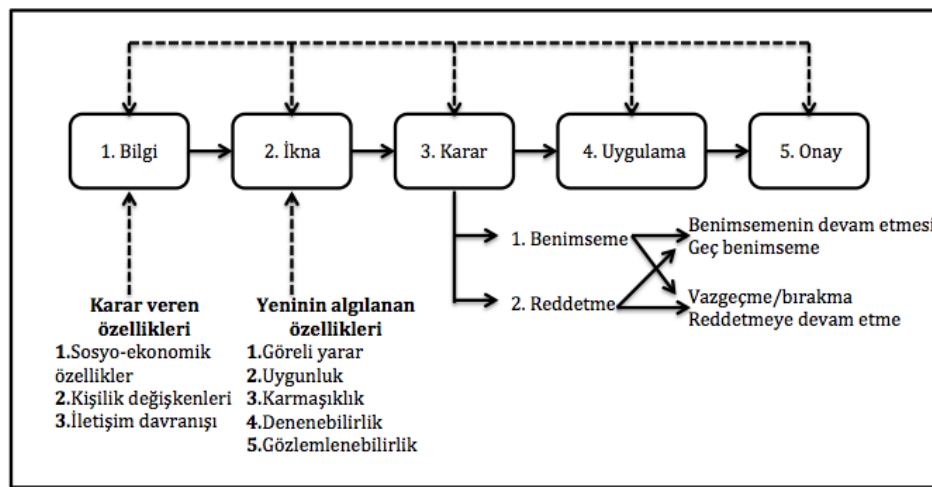 1. Bilgi
2. İkna
3. Karar
4. Uygulama
5. Onay
1. Benimseme
2. Reddetme
Benimsemenin devam etmesi
Geç benimseme
Vazgeçme/bırakma
Reddetmeye devam etme
Karar veren
özellikleri
1.Sosyo-ekonomik
özellikler
2.Kişilik değişkenleri
3.İletişim davranışı
Yeninin algılanan
özellikleri
1.Göreli yarar
2.Uygunluk
3.Karmaşıklık
4.Denenebilirlik
5.Gözlemlenebilirlik